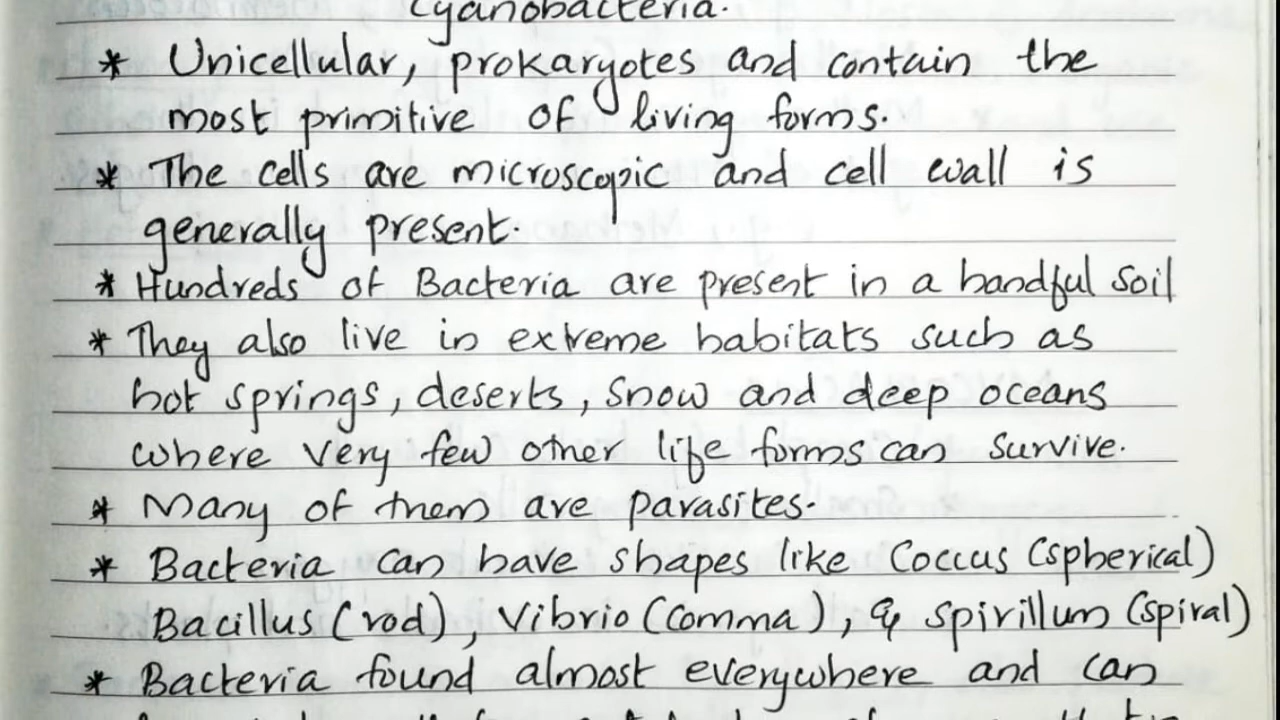 Cyanobacteria.
* Unicellular, prokaryotes and contain the
most primitive of living forms.
* The cells are microscopic and cell wall is
generally present.
* Hundreds of Bacteria are present in a handful soil
* They also live in extreme habitats such as
hot springs, deserts, snow and deep oceans
where very few other life forms can survive.
* Many of them are parasites.
* Bacteria can have shapes like Coccus (spherical)
Bacillus (rod), Vibrio (comma), & spirillum (spiral)
* Bacteria found almost everywhere and can